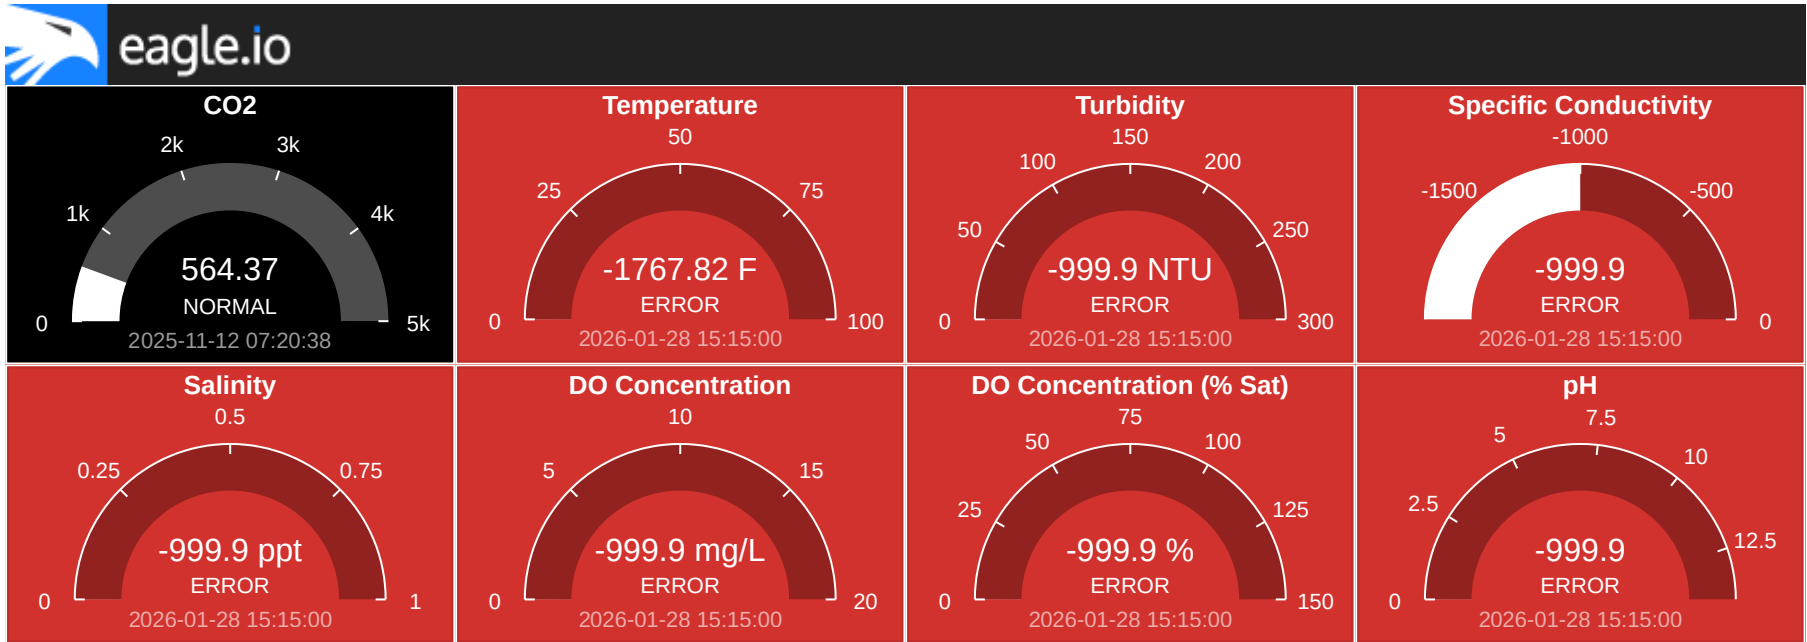 eagle.io
CO2
2k
3k
1k
4k
564.37
NORMAL
0
5k
2025-11-12 07:20:38
Temperature
50
25
75
-1767.82 F
ERROR
0
100
2026-01-28 15:15:00
Turbidity
150
100
200
50
250
-999.9 NTU
ERROR
0
300
2026-01-28 15:15:00
Specific Conductivity
-1000
-1500
-500
-999.9
ERROR
0
2026-01-28 15:15:00
Salinity
0.5
0.25
0.75
-999.9 ppt
ERROR
0
1
2026-01-28 15:15:00
DO Concentration
10
5
15
-999.9 mg/L
ERROR
0
20
2026-01-28 15:15:00
DO Concentration (% Sat)
75
50
100
25
125
-999.9 %
ERROR
0
150
2026-01-28 15:15:00
pH
7.5
5
10
2.5
12.5
-999.9
ERROR
0
2026-01-28 15:15:00